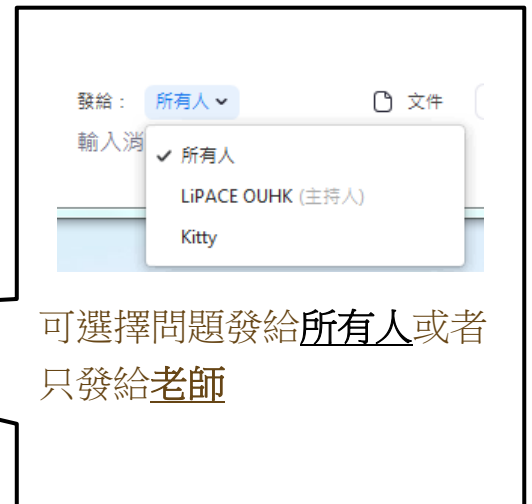 發給： 所有人 文件
輸入消
所有人
LiPACE OUHK (主持人)
Kitty
可選擇問題發給所有人或者
只發給老師